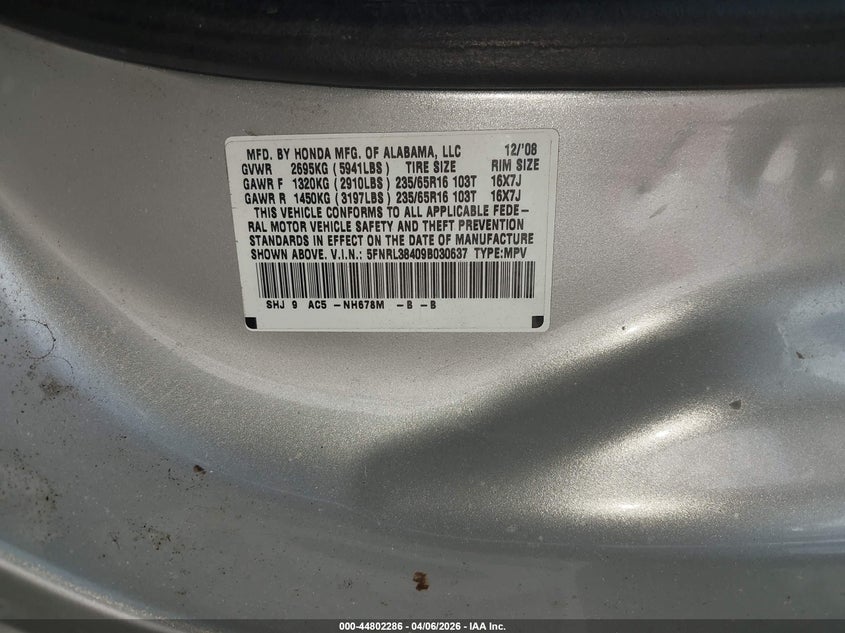 MFD. BY HONDA MFG. OF ALABAMA, LLC 12/'08
GVWR 2695KG ( 5941LBS ) TIRE SIZE RIM SIZE
GAWR F 1320KG ( 2910LBS ) 235/65R16 103T 16X7J
GAWR R 1450KG ( 3197LBS ) 235/65R16 103T 16X7J
THIS VEHICLE CONFORMS TO ALL APPLICABLE FEDE-
RAL MOTOR VEHICLE SAFETY AND THEFT PREVENTION
STANDARDS IN EFFECT ON THE DATE OF MANUFACTURE
SHOWN ABOVE. V.I.N.: 5FNRL38409B030637 TYPE:MPV
SHJ 9 AC5 -NH678M -B -B
000-44802286 - 04/06/2026 - IAA Inc.